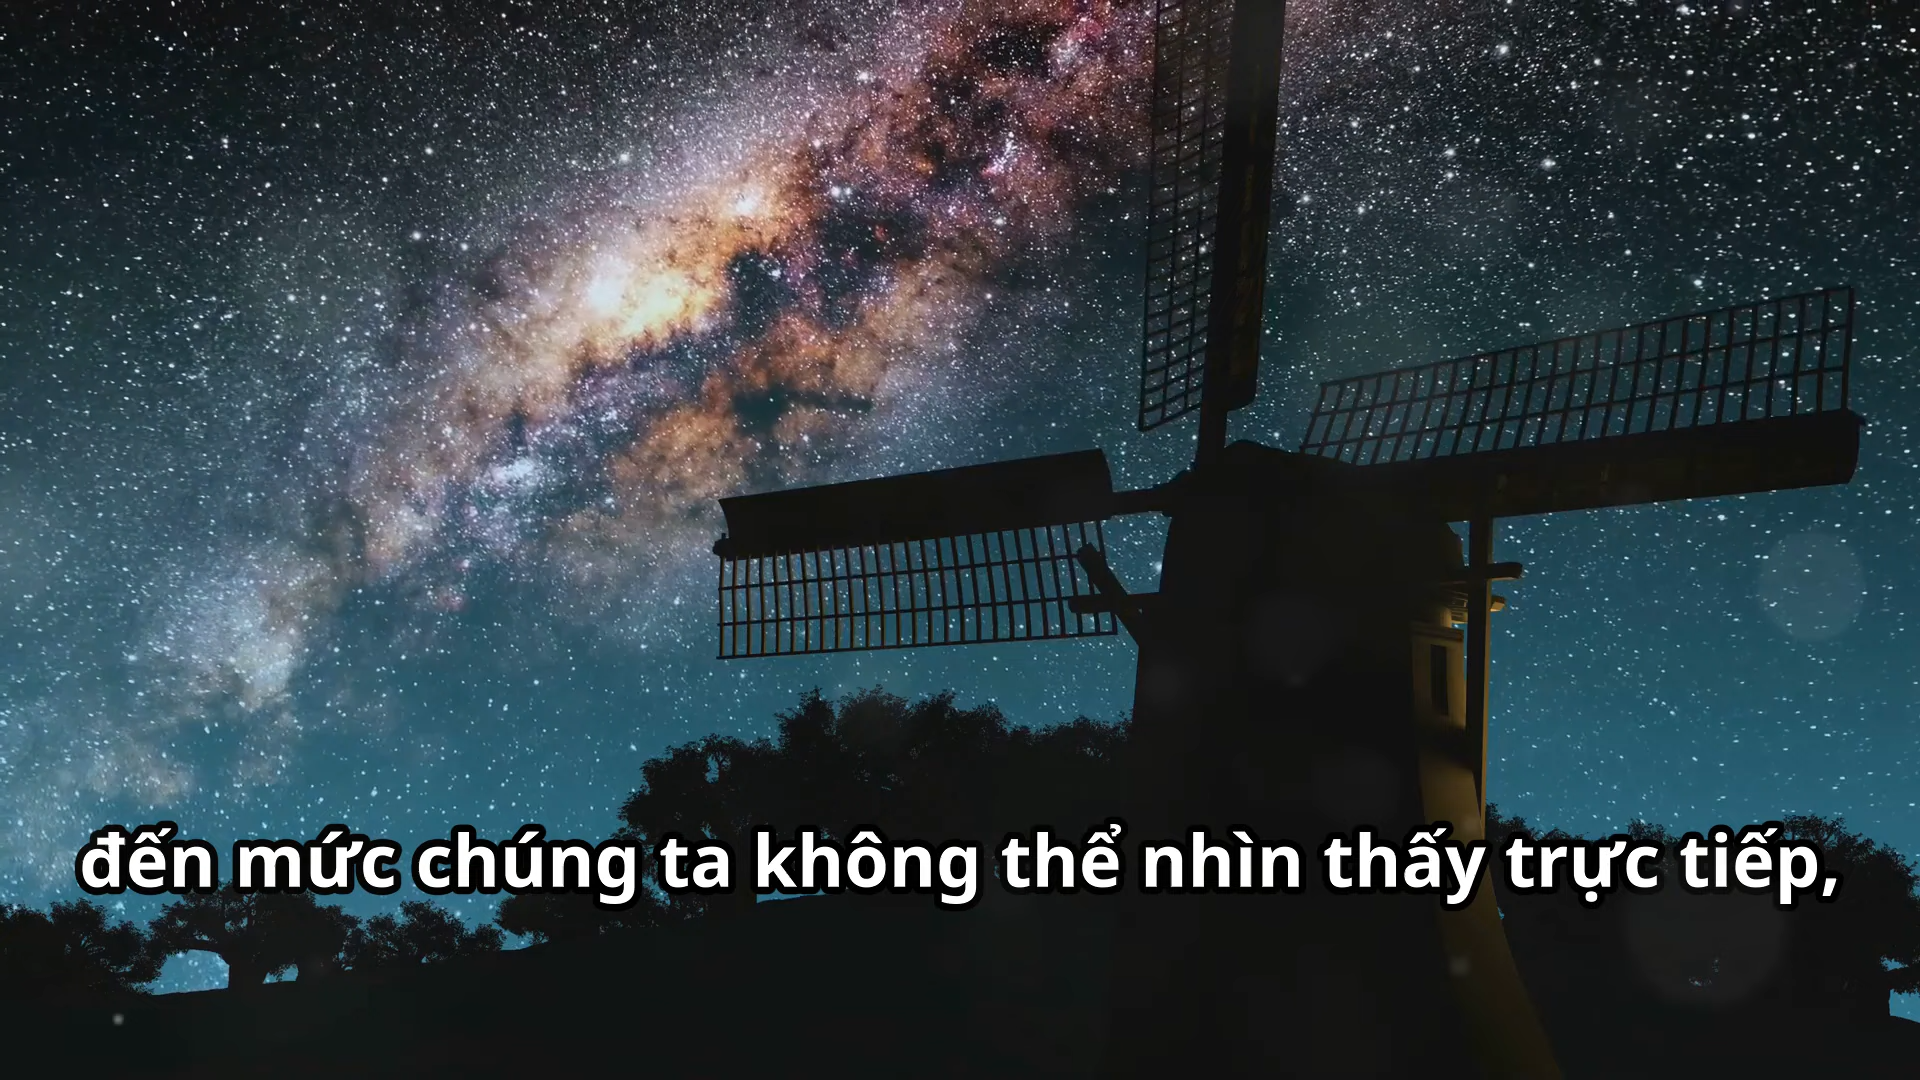 đến mức chúng ta không thể nhìn thấy trực tiếp,